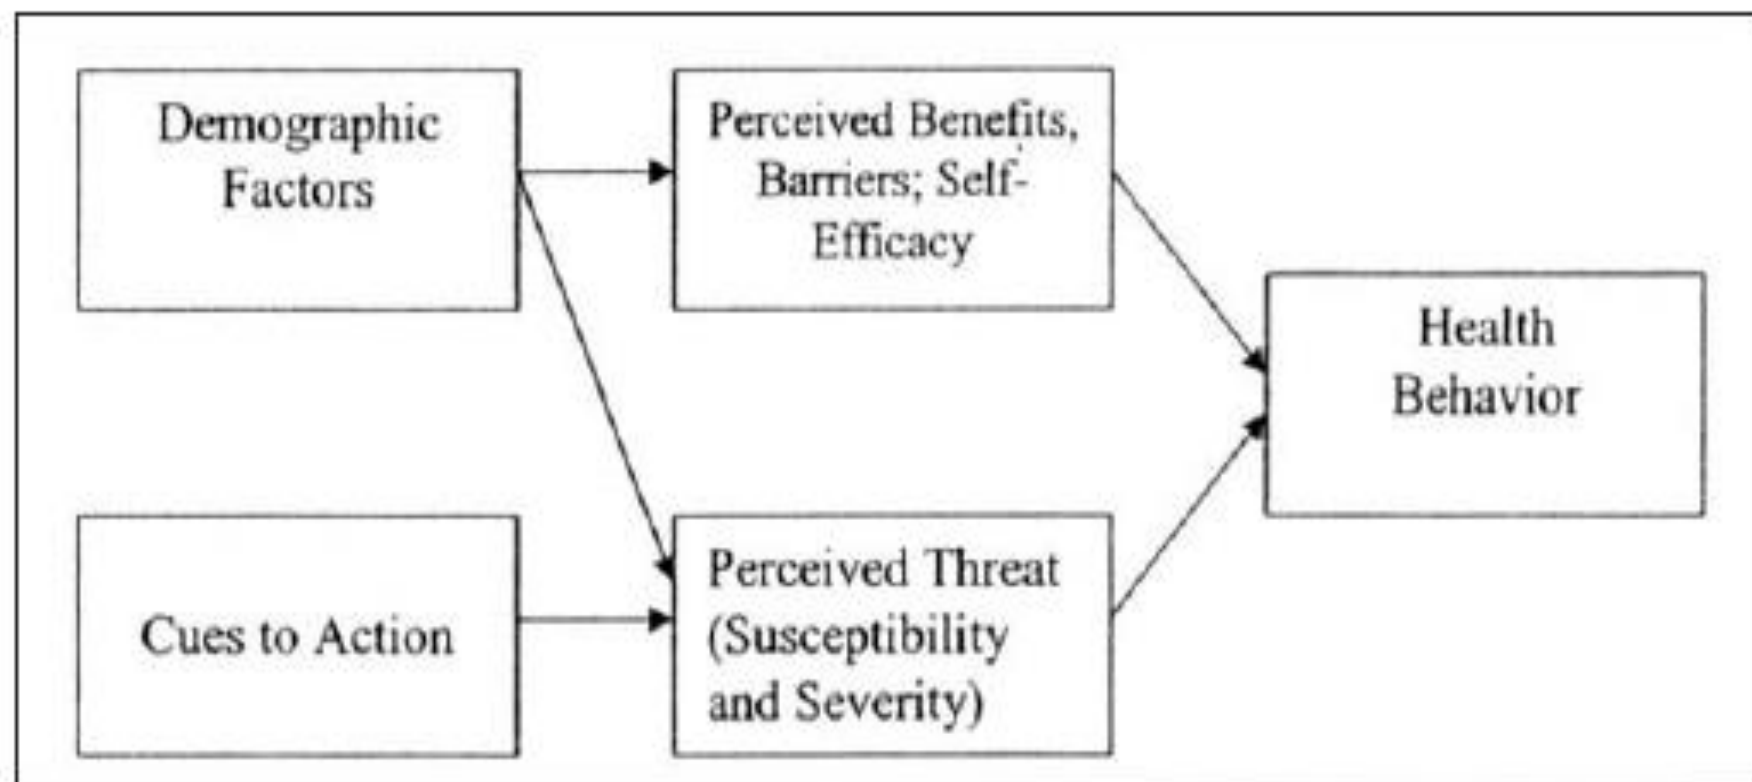 Demographic
Factors
Perceived Benefits,
Barriers; Self-
Efficacy
Health
Behavior
Cues to Action
Perceived Threat
(Susceptibility
and Severity)